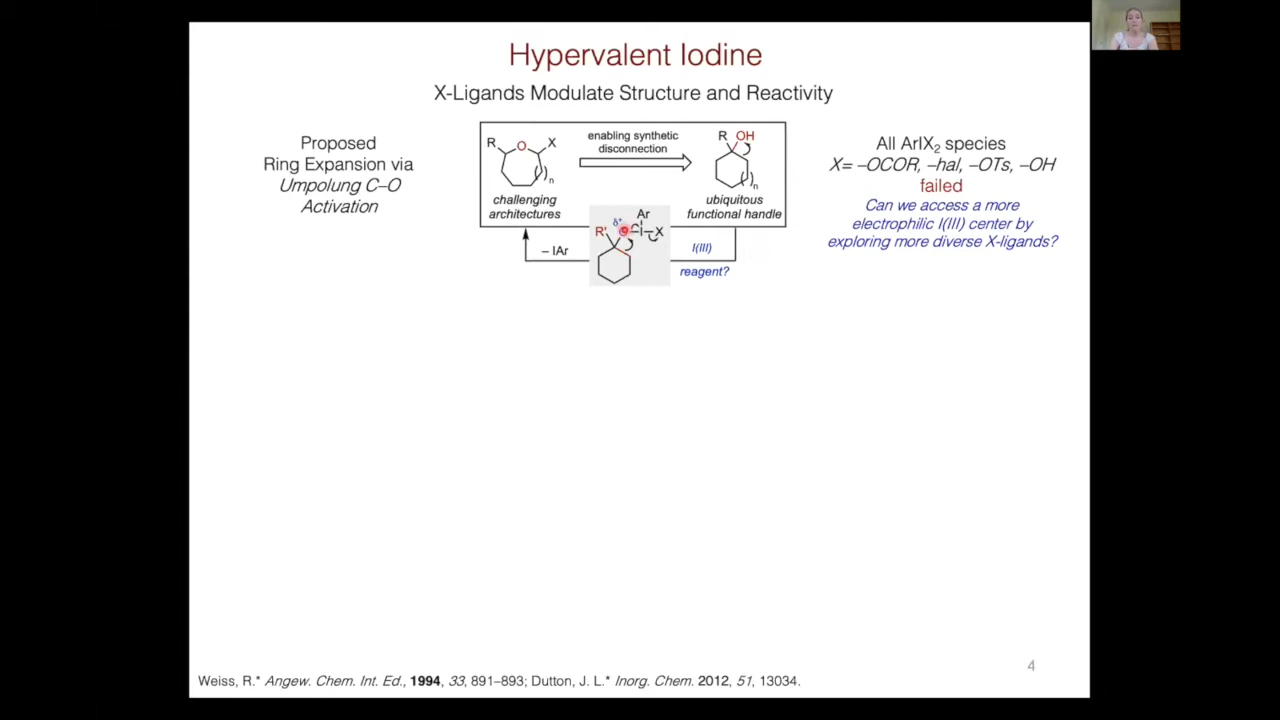 Hypervalent Iodine
X-Ligands Modulate Structure and Reactivity
Proposed
Ring Expansion via
Umpolung C–O
Activation
R O X
n
challenging
architectures
enabling synthetic
disconnection
R OH
n
ubiquitous
functional handle
– IAr
R' δ⁺ O I X
Ar
I(III)
reagent?
All ArIX₂ species
X= –OCOR, –hal, –OTs, –OH
failed
Can we access a more
electrophilic I(III) center by
exploring more diverse X-ligands?
4
Weiss, R.* Angew. Chem. Int. Ed., 1994, 33, 891–893; Dutton, J. L.* Inorg. Chem. 2012, 51, 13034.